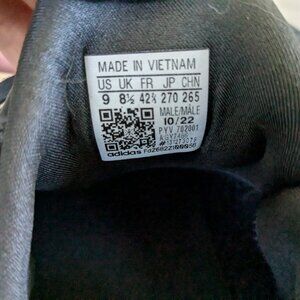 MADE IN VIETNAM
US UK FR JP CHN
9 8½ 42⅔ 270 265
MALE/MALE
10/22
PYV 702001
adidas